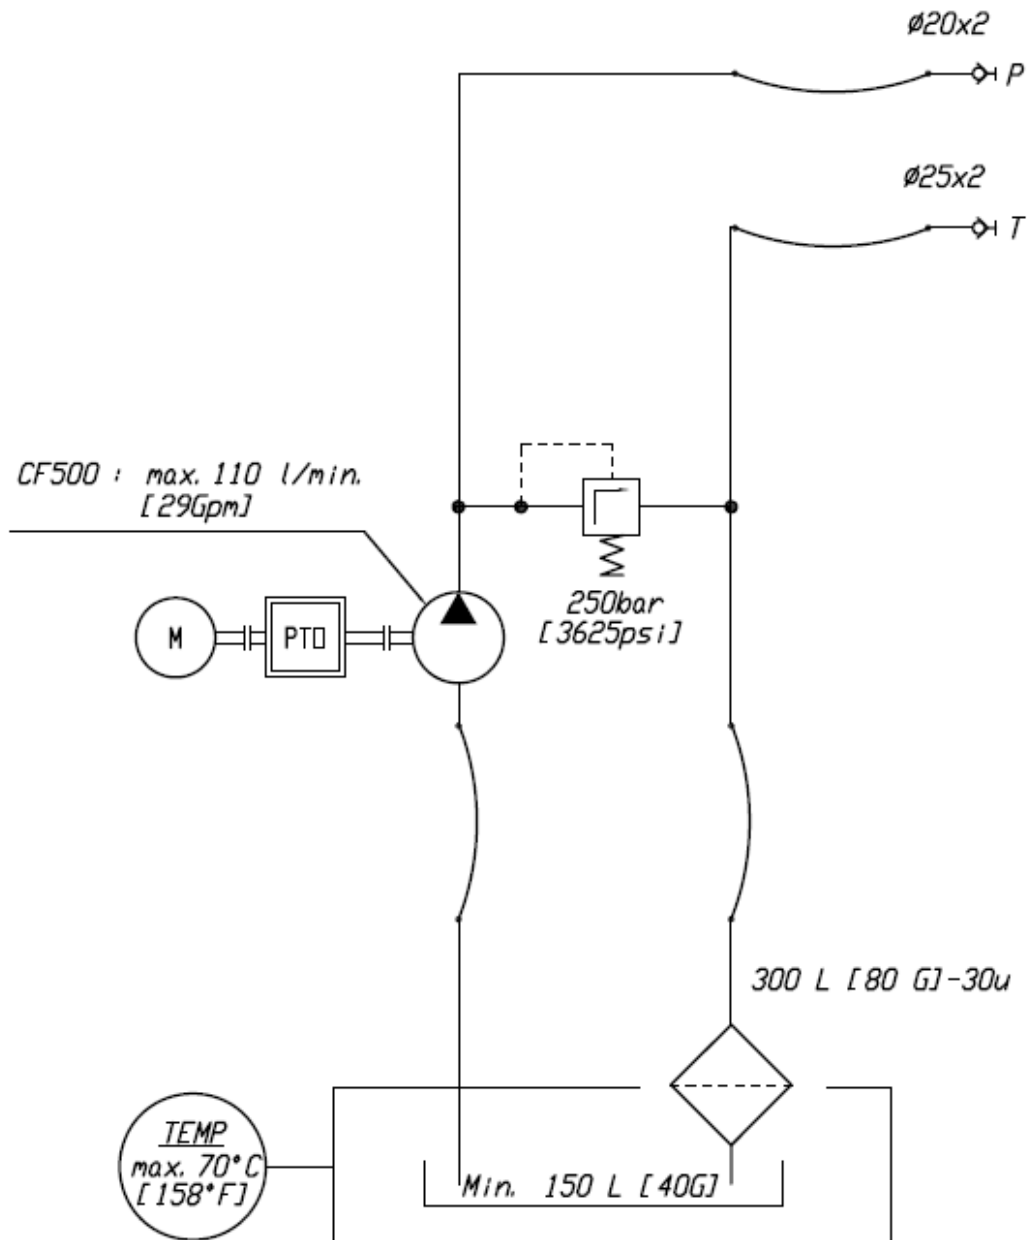 ø20x2
P
ø25x2
T
CF500 : max. 110 l/min.
[29Gpm]
250bar
[3625psi]
M
PTO
300 L [80 G]-30u
TEMP
max. 70°C
[158°F]
Min. 150 L [40G]